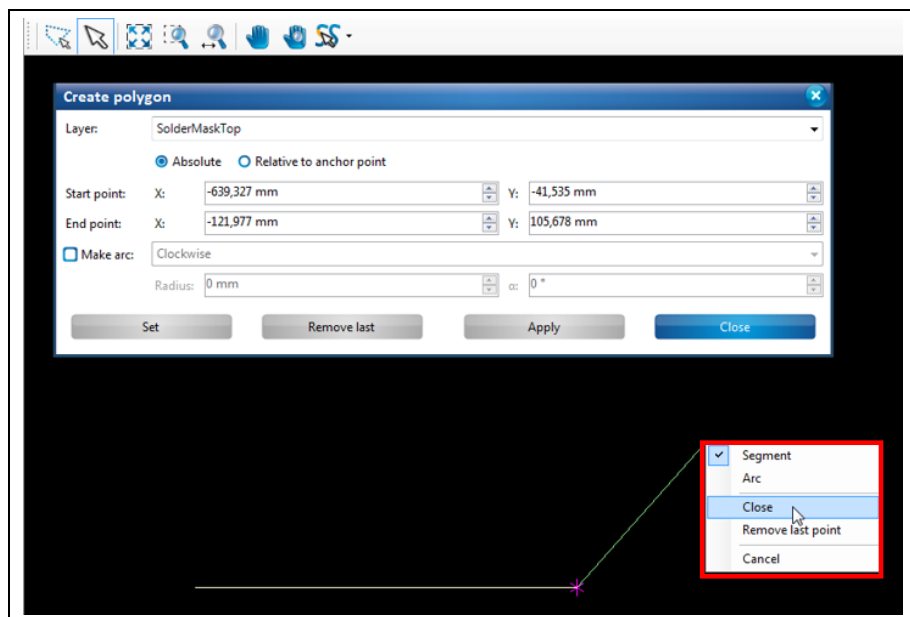 Create polygon
Layer: SolderMaskTop
Absolute Relative to anchor point
Start point: X: -639,327 mm Y: -41,535 mm
End point: X: -121,977 mm Y: 105,678 mm
Make arc: Clockwise
Radius: 0 mm α: 0 °
Set Remove last Apply Close
Segment
Arc
Close
Remove last point
Cancel